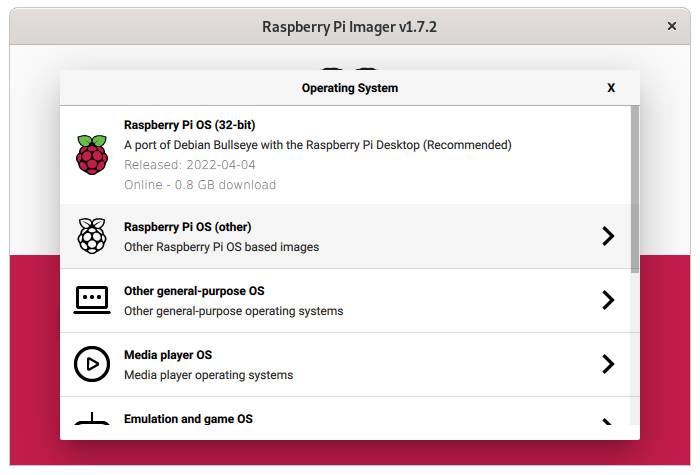 Raspberry Pi Imager v1.7.2
Operating System
X
Raspberry Pi OS (32-bit)
A port of Debian Bullseye with the Raspberry Pi Desktop (Recommended)
Released: 2022-04-04
Online - 0.8 GB download
Raspberry Pi OS (other)
Other Raspberry Pi OS based images
Other general-purpose OS
Other general-purpose operating systems
Media player OS
Media player operating systems
Emulation and game OS